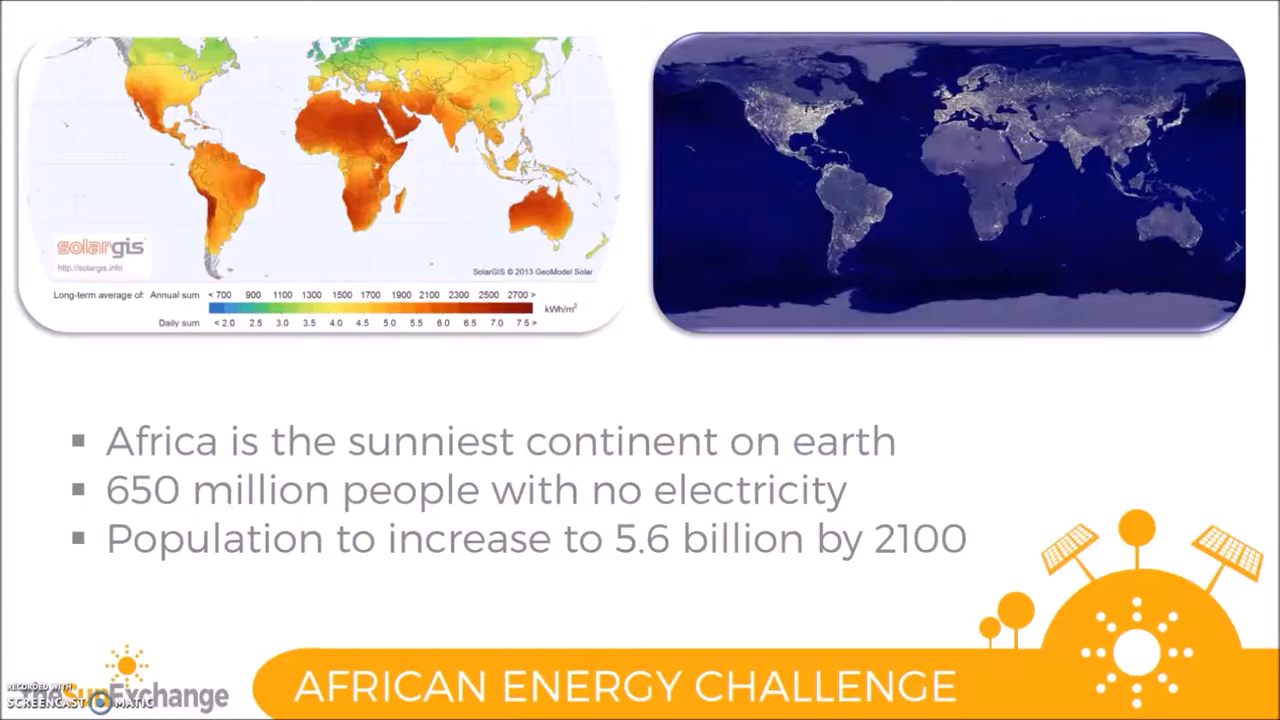 solargis
http://solargis.info
SolarGIS © 2013 GeoModel Solar
Long-term average of: Annual sum < 700 900 1100 1300 1500 1700 1900 2100 2300 2500 2700 > kWh/m²
Daily sum < 2.0 2.5 3.0 3.5 4.0 4.5 5.0 5.5 6.0 6.5 7.0 7 5 >
▪ Africa is the sunniest continent on earth
▪ 650 million people with no electricity
▪ Population to increase to 5.6 billion by 2100
RECORDED WITH
SCREENCAST MATIC
TheSunExchange
AFRICAN ENERGY CHALLENGE